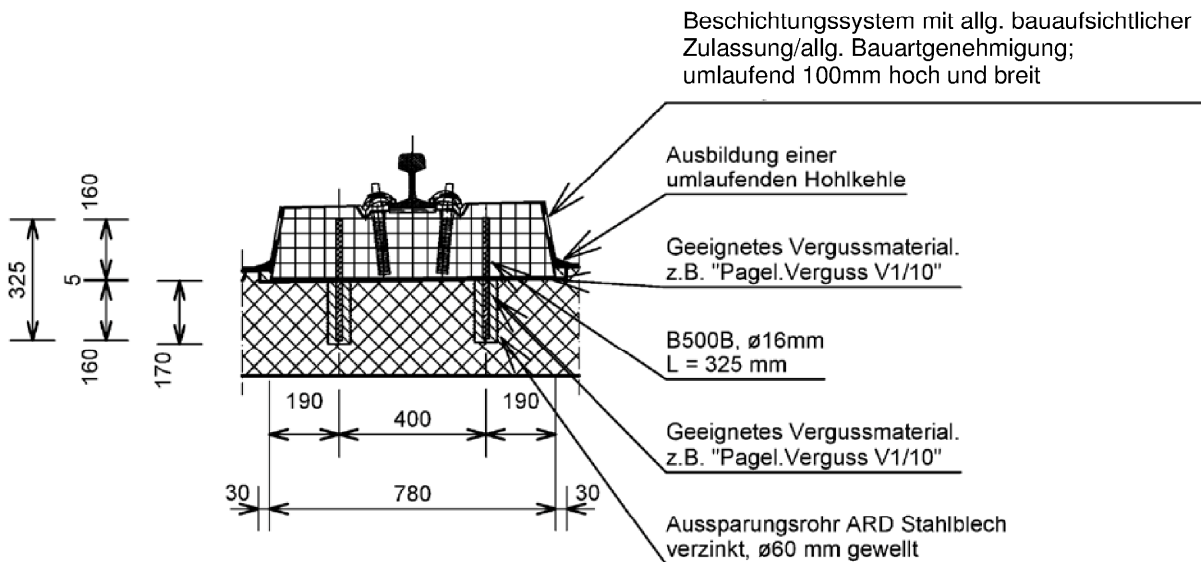 Beschichtungssystem mit allg. bauaufsichtlicher
Zulassung/allg. Bauartgenehmigung;
umlaufend 100mm hoch und breit
Ausbildung einer
umlaufenden Hohlkehle
Geeignetes Vergussmaterial.
z.B. "Pagel.Verguss V1/10"
B500B, ø16mm
L = 325 mm
Geeignetes Vergussmaterial.
z.B. "Pagel.Verguss V1/10"
Aussparungsrohr ARD Stahlblech
verzinkt, ø60 mm gewellt
325
160
5
160
170
190
400
190
30
780
30